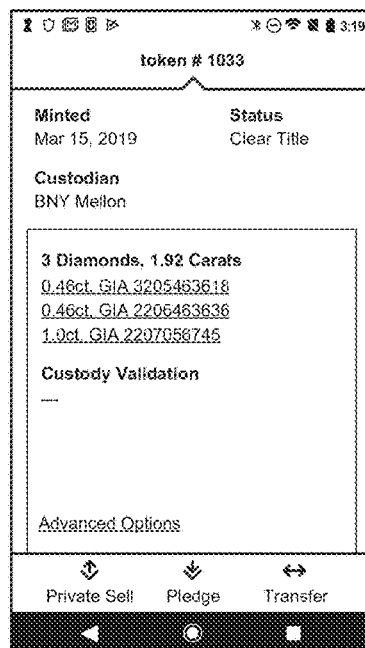 3:19
token # 1033
Minted Status
Mar 15, 2019 Clear Title
Custodian
BNY Mellon
3 Diamonds, 1.92 Carats
0.46ct, GIA 3205463618
0.46ct, GIA 2206463636
1.0ct, GIA 2207056745
Custody Validation
—
Advanced Options
Private Sell Pledge Transfer